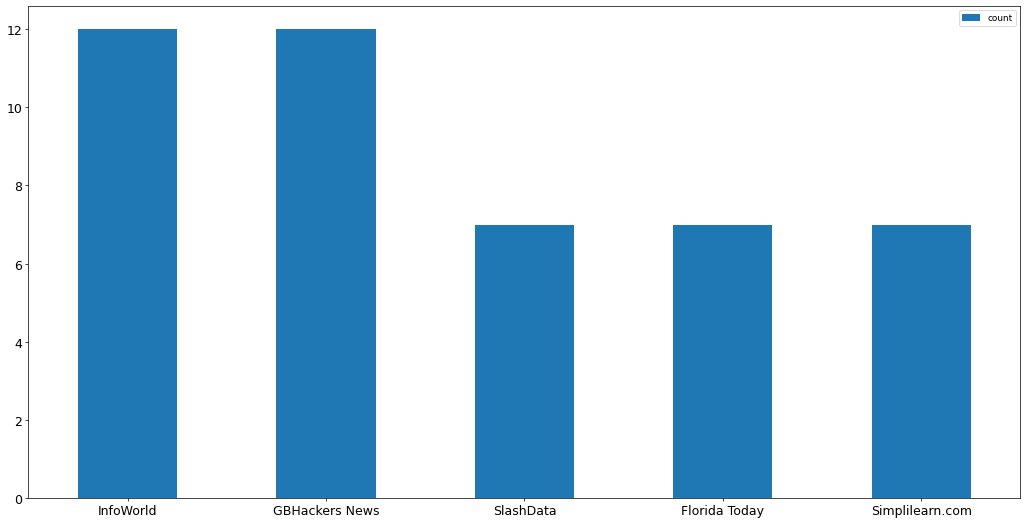 count
12
10
8
6
4
2
0
InfoWorld
GBHackers News
SlashData
Florida Today
Simplilearn.com